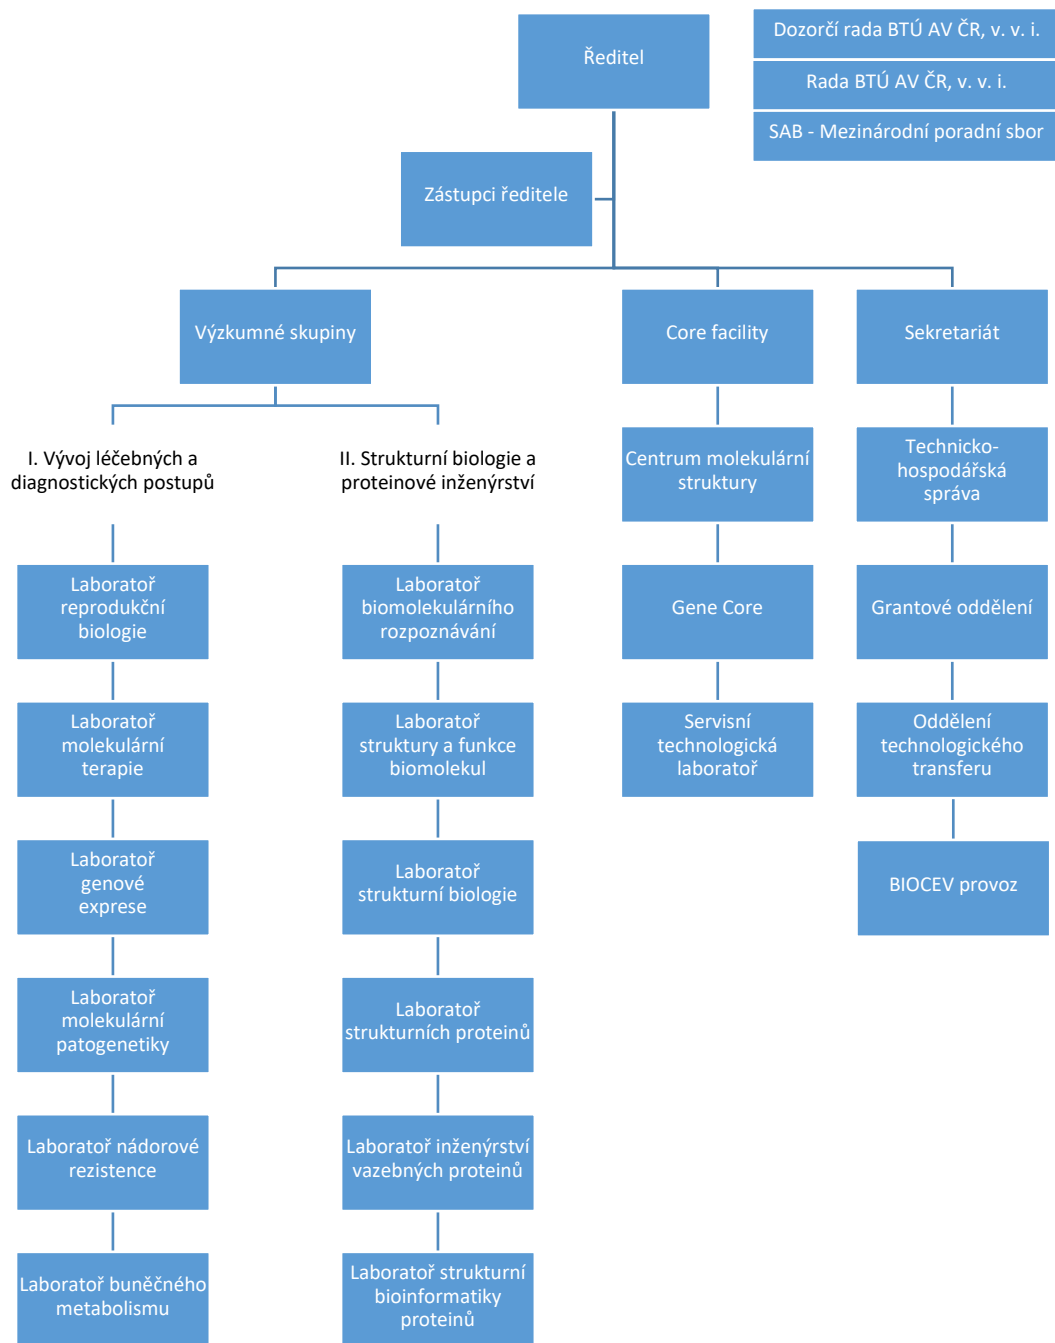 Ředitel
Dozorčí rada BTÚ AV ČR, v. v. i.
Rada BTÚ AV ČR, v. v. i.
SAB - Mezinárodní poradní sbor
Zástupci ředitele
Výzkumné skupiny
Core facility
Sekretariát
I. Vývoj léčebných a
diagnostických postupů
II. Strukturní biologie a
proteinové inženýrství
Centrum molekulární
struktury
Technicko-
hospodářská
správa
Laboratoř
reprodukční
biologie
Laboratoř
biomolekulárního
rozpoznávání
Gene Core
Grantové oddělení
Laboratoř
molekulární
terapie
Laboratoř
struktury a funkce
biomolekul
Servisní
technologická
laboratoř
Oddělení
technologického
transferu
Laboratoř
genové
exprese
Laboratoř
strukturní biologie
BIOCEV provoz
Laboratoř
molekulární
patogenetiky
Laboratoř
strukturních proteinů
Laboratoř nádorové
rezistence
Laboratoř inženýrství
vazebných proteinů
Laboratoř buněčného
metabolismu
Laboratoř strukturní
bioinformatiky
proteinů